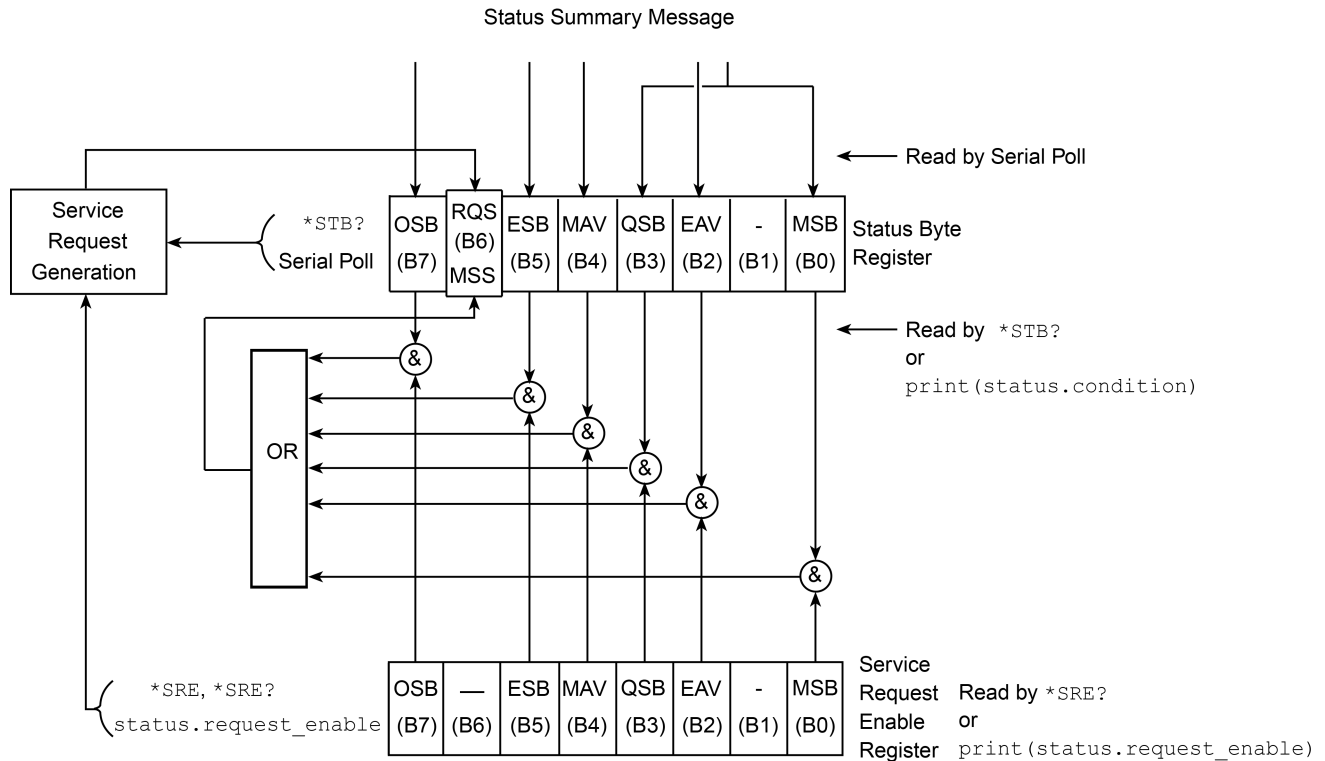 Status Summary Message
Read by Serial Poll
Service
Request
Generation
*STB?
Serial Poll
OSB
(B7)
RQS
(B6)
MSS
ESB
(B5)
MAV
(B4)
QSB
(B3)
EAV
(B2)
-
(B1)
MSB
(B0)
Status Byte
Register
Read by *STB?
or
print(status.condition)
&
&
&
&
&
&
OR
*SRE, *SRE?
status.request_enable
OSB
(B7)
—
(B6)
ESB
(B5)
MAV
(B4)
QSB
(B3)
EAV
(B2)
-
(B1)
MSB
(B0)
Service
Request
Enable
Register
Read by *SRE?
or
print(status.request_enable)